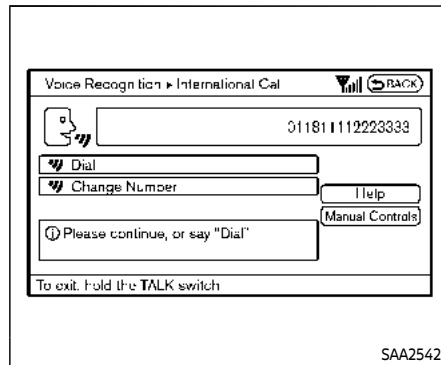 Voice Recognition ▸ International Cal
BACK
011811112223333
Dial
Change Number
Help
Manual Controls
Please continue, or say "Dial"
To exit, hold the TALK switch
SAA2542